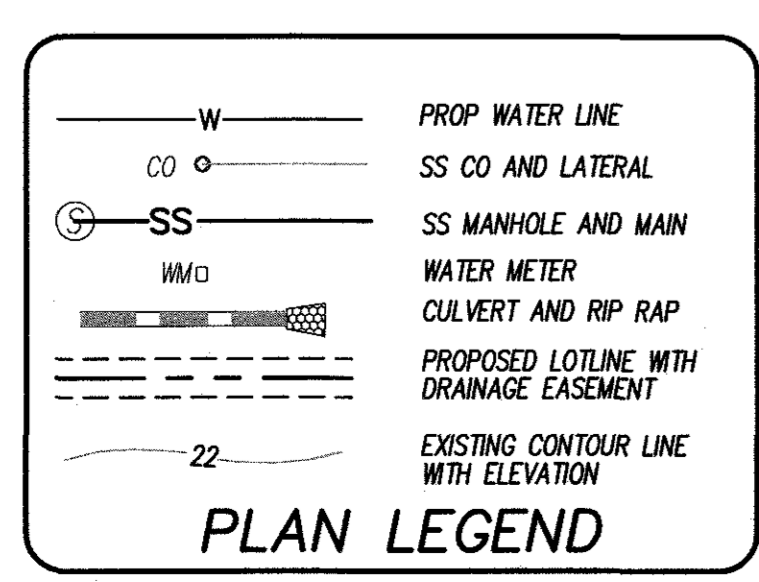 W PROP WATER LINE
CO SS CO AND LATERAL
S SS SS MANHOLE AND MAIN
WM WATER METER
CULVERT AND RIP RAP
PROPOSED LOTLINE WITH
DRAINAGE EASEMENT
22 EXISTING CONTOUR LINE
WITH ELEVATION
PLAN LEGEND